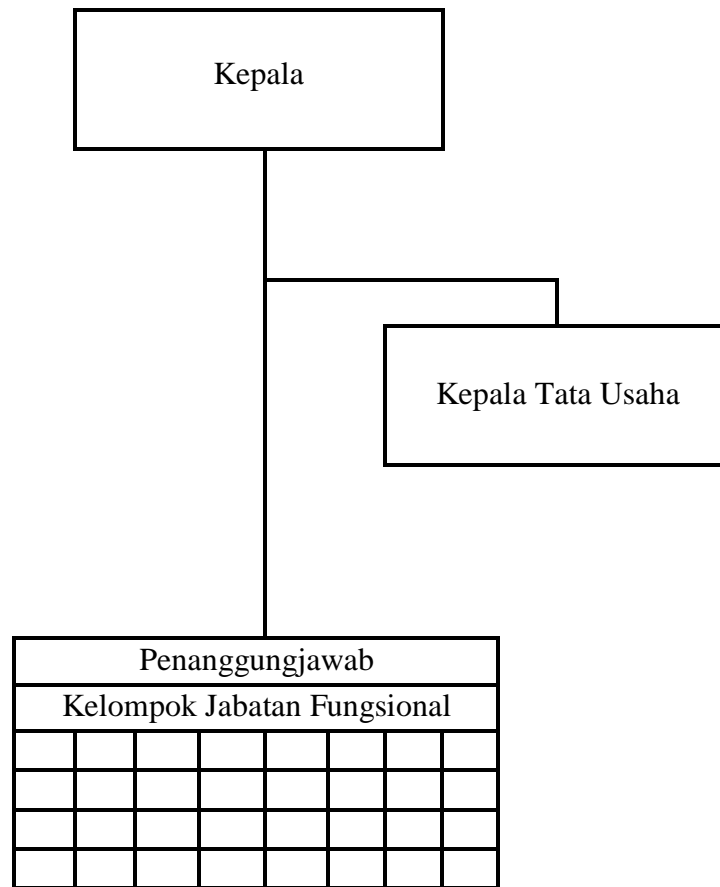 Kepala
Kepala Tata Usaha
Penanggungjawab
Kelompok Jabatan Fungsional